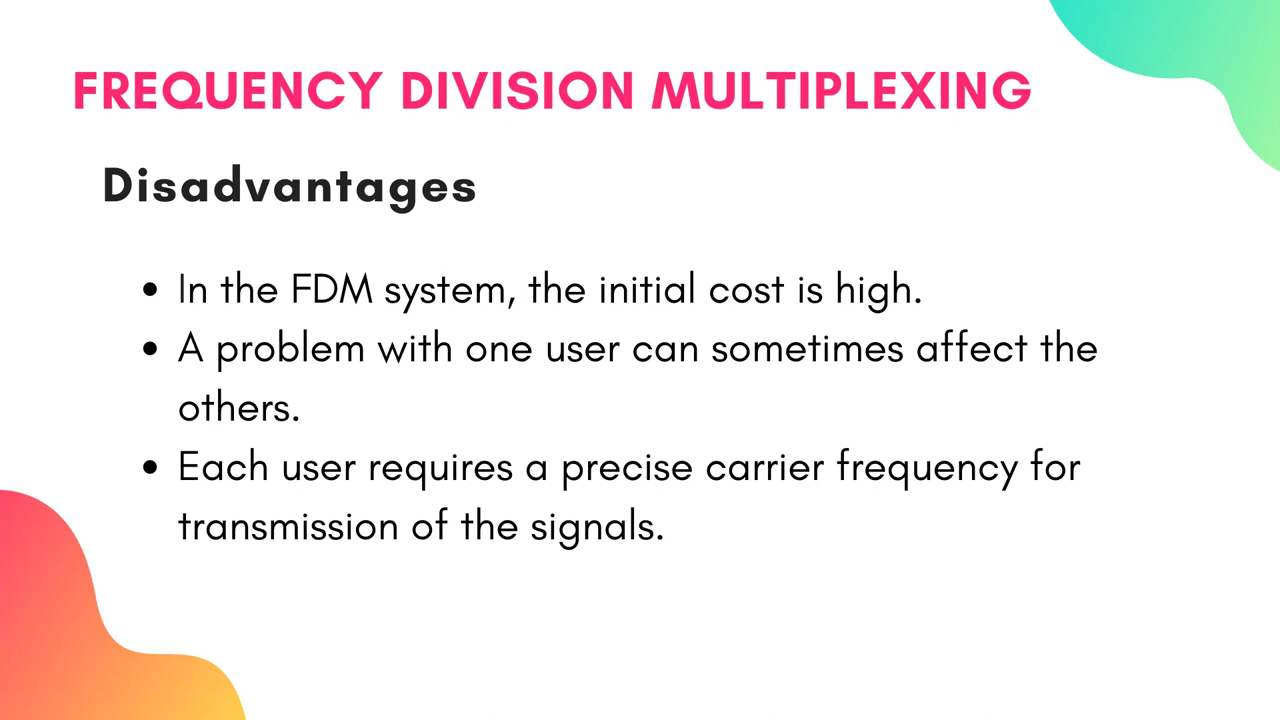 FREQUENCY DIVISION MULTIPLEXING
Disadvantages
• In the FDM system, the initial cost is high.
• A problem with one user can sometimes affect the
others.
• Each user requires a precise carrier frequency for
transmission of the signals.